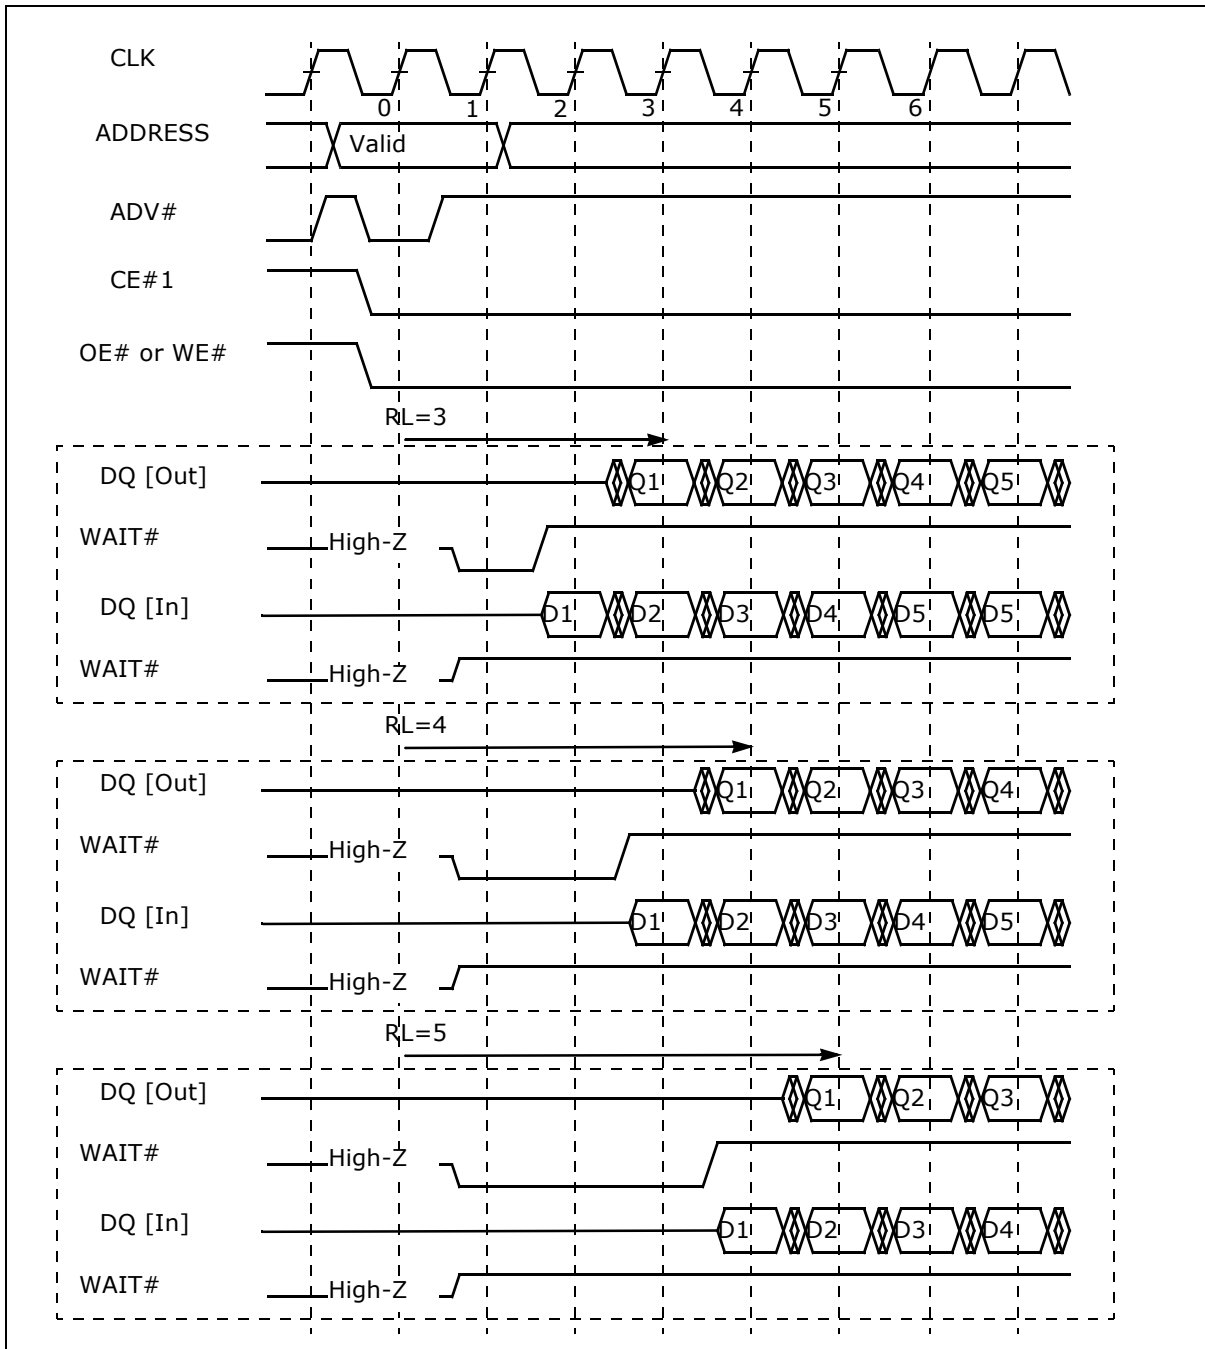 CLK
0 1 2 3 4 5 6
ADDRESS
Valid
ADV#
CE#1
OE# or WE#
RL=3
DQ [Out]
Q1 Q2 Q3 Q4 Q5
WAIT#
High-Z
DQ [In]
D1 D2 D3 D4 D5 D5
WAIT#
High-Z
RL=4
DQ [Out]
Q1 Q2 Q3 Q4
WAIT#
High-Z
DQ [In]
D1 D2 D3 D4 D5
WAIT#
High-Z
RL=5
DQ [Out]
Q1 Q2 Q3
WAIT#
High-Z
DQ [In]
D1 D2 D3 D4
WAIT#
High-Z